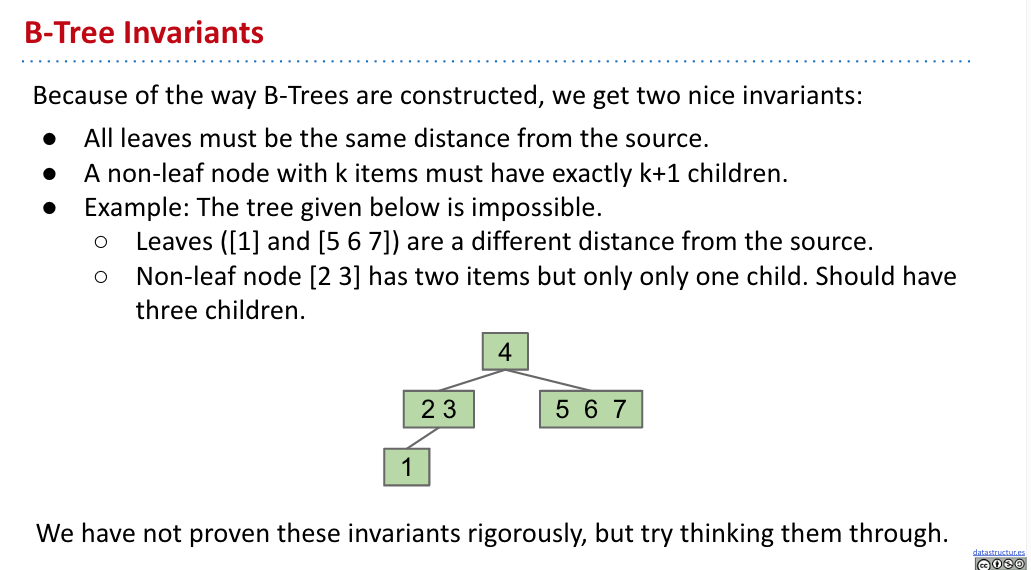 B-Tree Invariants
Because of the way B-Trees are constructed, we get two nice invariants:
● All leaves must be the same distance from the source.
● A non-leaf node with k items must have exactly k+1 children.
● Example: The tree given below is impossible.
○ Leaves ([1] and [5 6 7]) are a different distance from the source.
○ Non-leaf node [2 3] has two items but only only one child. Should have
three children.
4
2 3
5 6 7
1
We have not proven these invariants rigorously, but try thinking them through.
datastructur.es